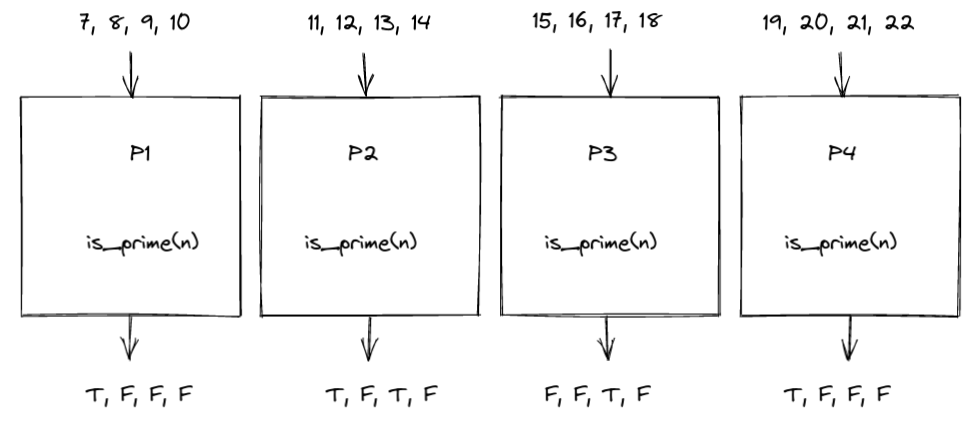 7, 8, 9, 10
11, 12, 13, 14
15, 16, 17, 18
19, 20, 21, 22
P1
P2
P3
P4
is_prime(n)
is_prime(n)
is_prime(n)
is_prime(n)
T, F, F, F
T, F, T, F
F, F, T, F
T, F, F, F